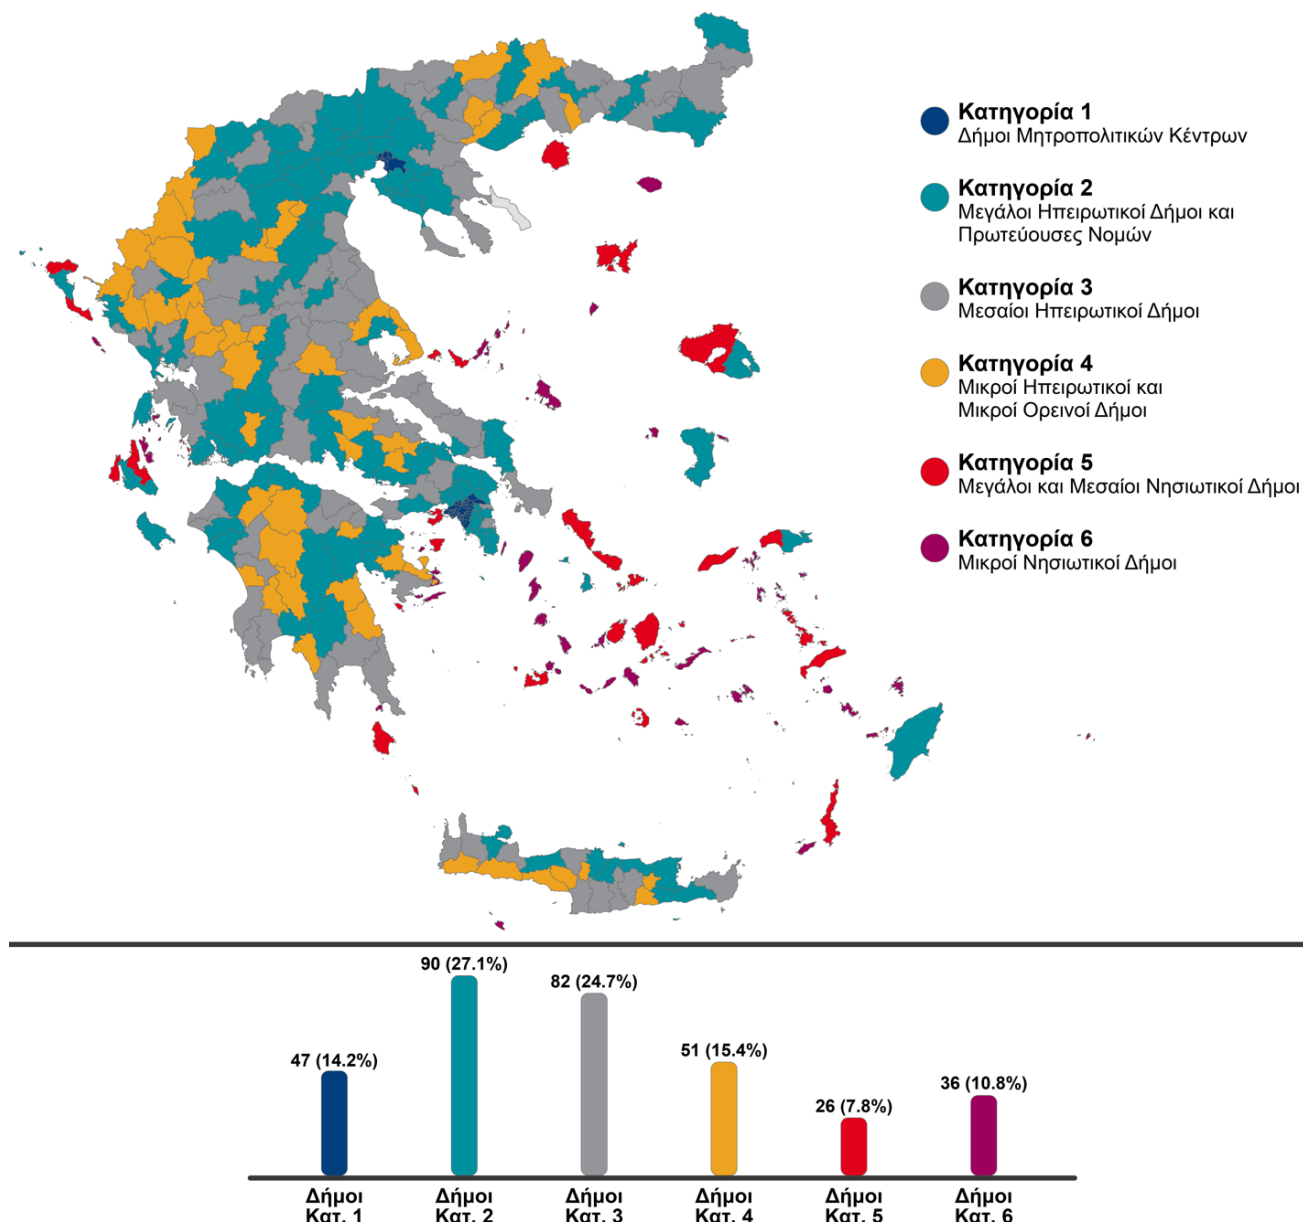 Κατηγορία 1
Δήμοι Μητροπολιτικών Κέντρων
Κατηγορία 2
Μεγάλοι Ηπειρωτικοί Δήμοι και
Πρωτεύουσες Νομών
Κατηγορία 3
Μεσαίοι Ηπειρωτικοί Δήμοι
Κατηγορία 4
Μικροί Ηπειρωτικοί και
Μικροί Ορεινοί Δήμοι
Κατηγορία 5
Μεγάλοι και Μεσαίοι Νησιωτικοί Δήμοι
Κατηγορία 6
Μικροί Νησιωτικοί Δήμοι
47 (14.2%)
90 (27.1%)
82 (24.7%)
51 (15.4%)
26 (7.8%)
36 (10.8%)
Δήμοι
Κατ. 1
Δήμοι
Κατ. 2
Δήμοι
Κατ. 3
Δήμοι
Κατ. 4
Δήμοι
Κατ. 5
Δήμοι
Κατ. 6